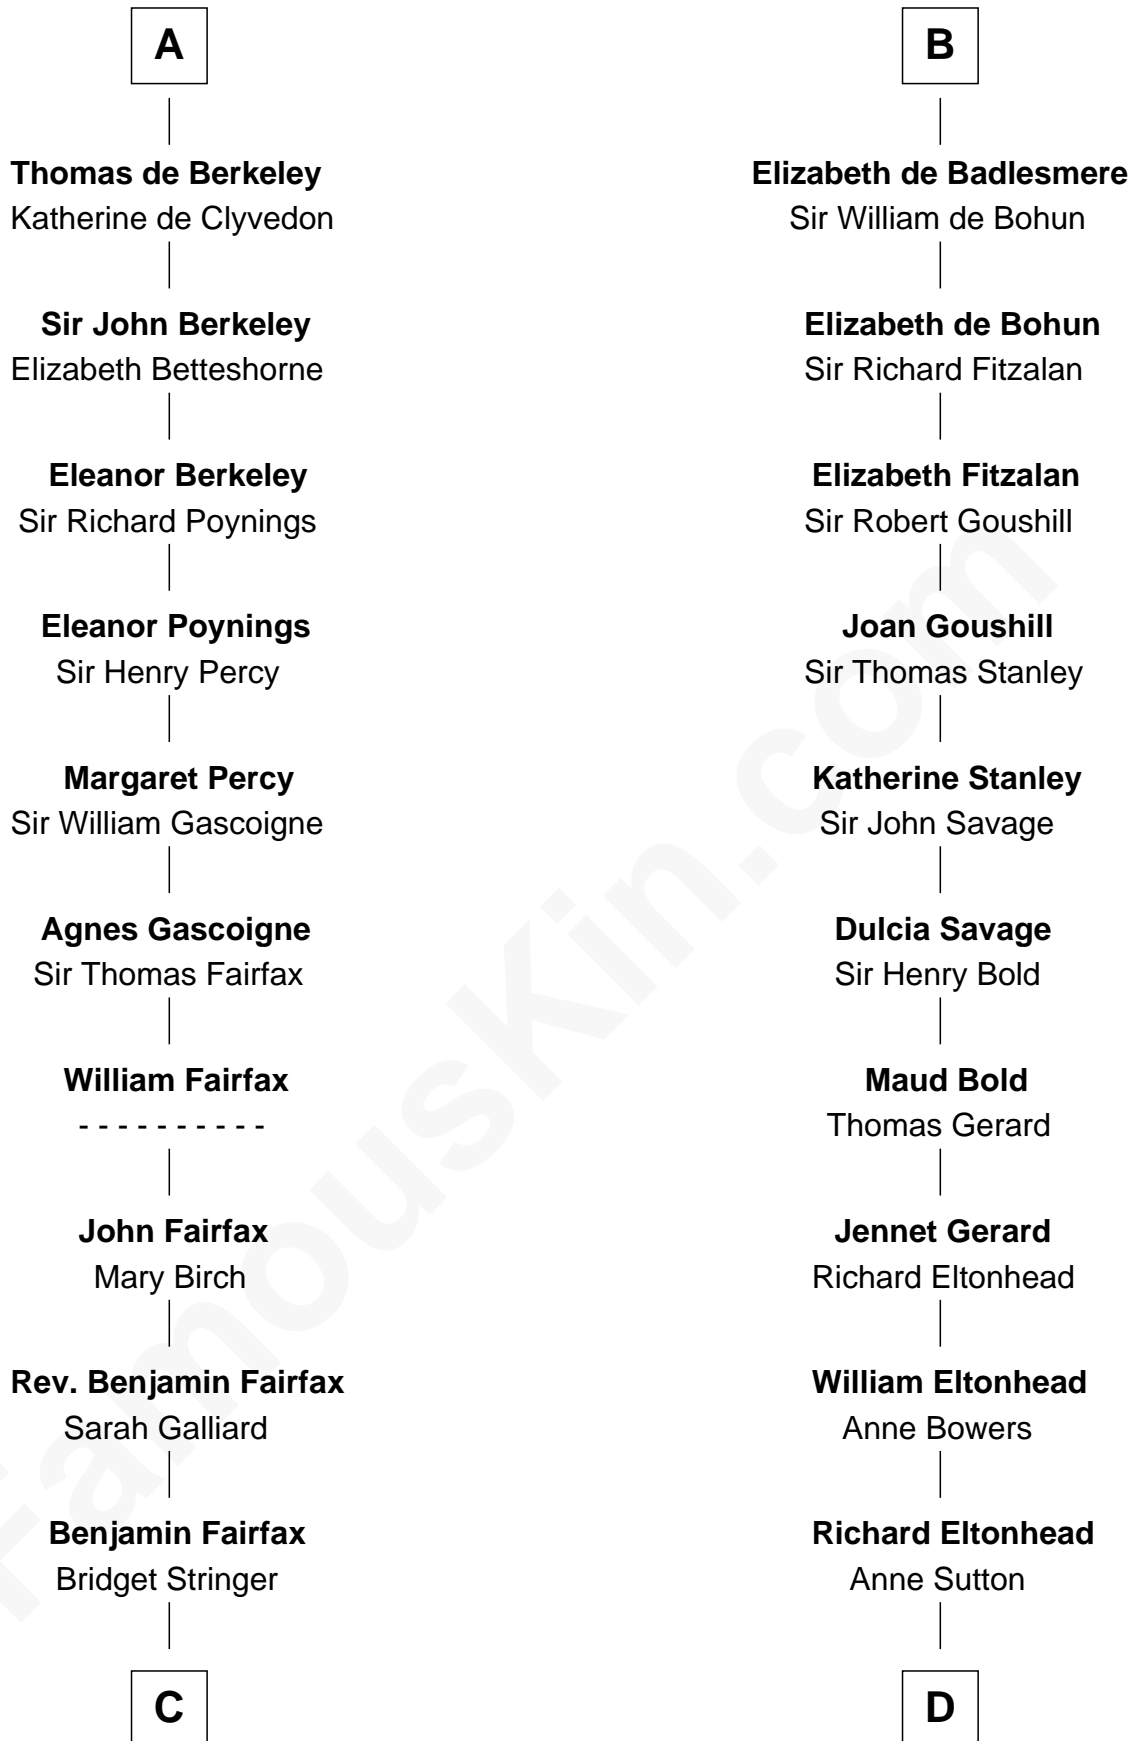 A
Thomas de Berkeley
Katherine de Clyvedon
Sir John Berkeley
Elizabeth Betteshorne
Eleanor Berkeley
Sir Richard Poynings
Eleanor Poynings
Sir Henry Percy
Margaret Percy
Sir William Gascoigne
Agnes Gascoigne
Sir Thomas Fairfax
William Fairfax
- - - - - - - - - -
John Fairfax
Mary Birch
Rev. Benjamin Fairfax
Sarah Galliard
Benjamin Fairfax
Bridget Stringer
C
B
Elizabeth de Badlesmere
Sir William de Bohun
Elizabeth de Bohun
Sir Richard Fitzalan
Elizabeth Fitzalan
Sir Robert Goushill
Joan Goushill
Sir Thomas Stanley
Katherine Stanley
Sir John Savage
Dulcia Savage
Sir Henry Bold
Maud Bold
Thomas Gerard
Jennet Gerard
Richard Eltonhead
William Eltonhead
Anne Bowers
Richard Eltonhead
Anne Sutton
D
FamousKin.com